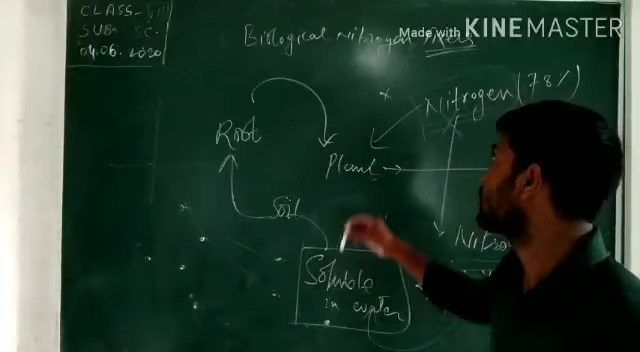 CLASS-VIII
SUB:- SC.
04.06.2020
Biological Nitrogen
Made with KINEMASTER
Nitrogen (78%)
Root
Plant
Soil
Soluble
in water